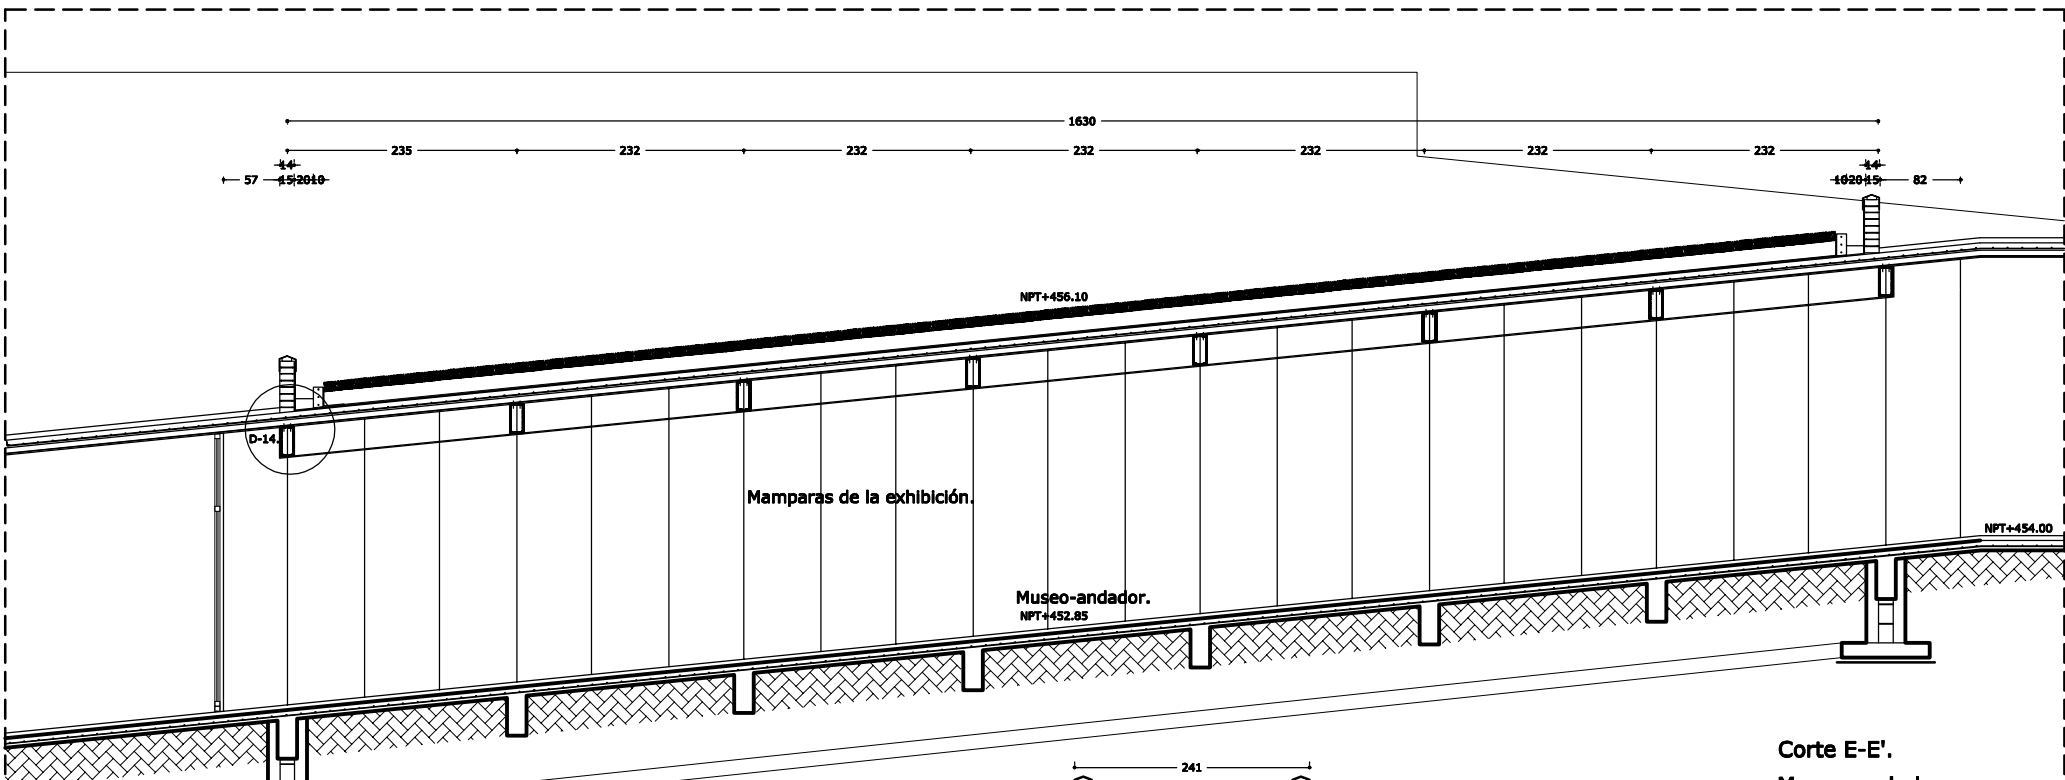 1630
235 232 232 232 232 232 232
14 14
57 15 20 10 10 20 15 82
NPT+456.10
D-14.
Mamparas de la exhibición.
NPT+454.00
Museo-andador.
NPT+452.85
Corte E-E'.
241